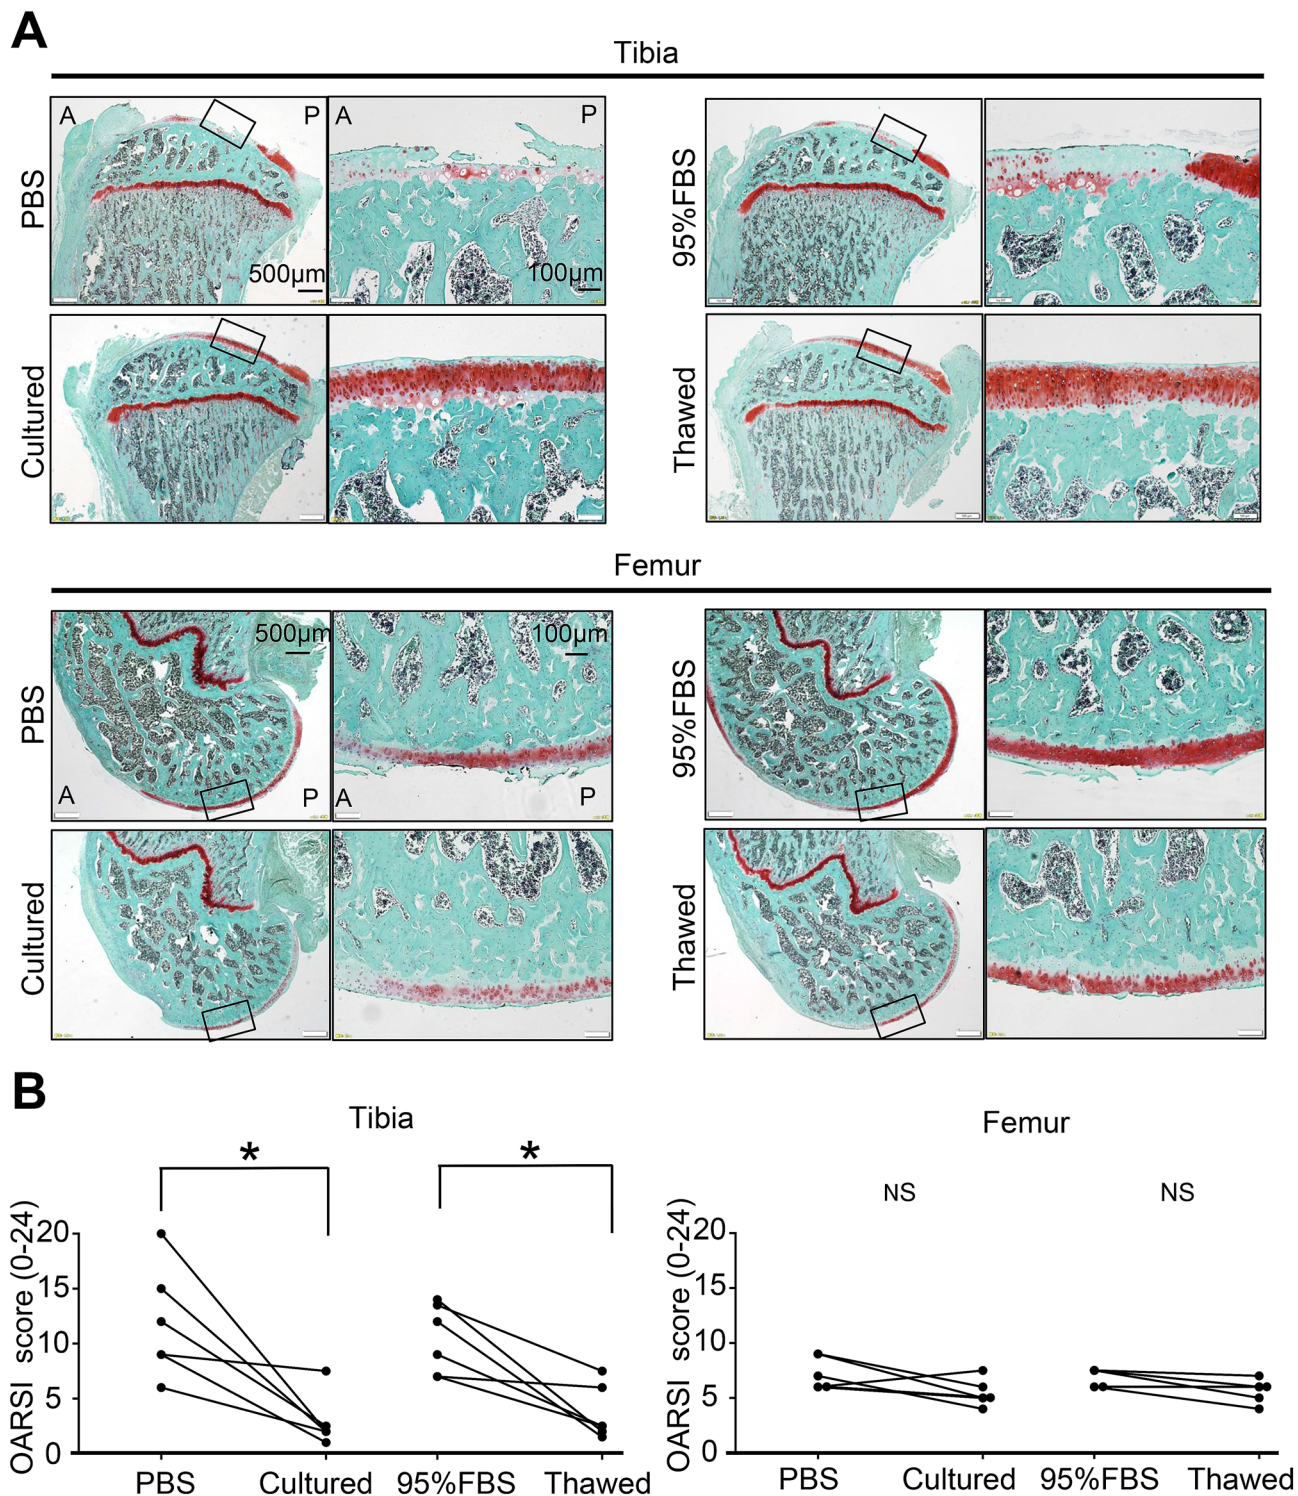 A
Tibia
A P A P
PBS
500µm 100µm
95%FBS
Cultured
Thawed
Femur
500µm 100µm
PBS
A P A P
95%FBS
Cultured
Thawed
B
Tibia
Femur
* *
NS NS
OARSI score (0-24)
20
15
10
5
0
PBS Cultured 95%FBS Thawed
OARSI score (0-24)
20
15
10
5
0
PBS Cultured 95%FBS Thawed